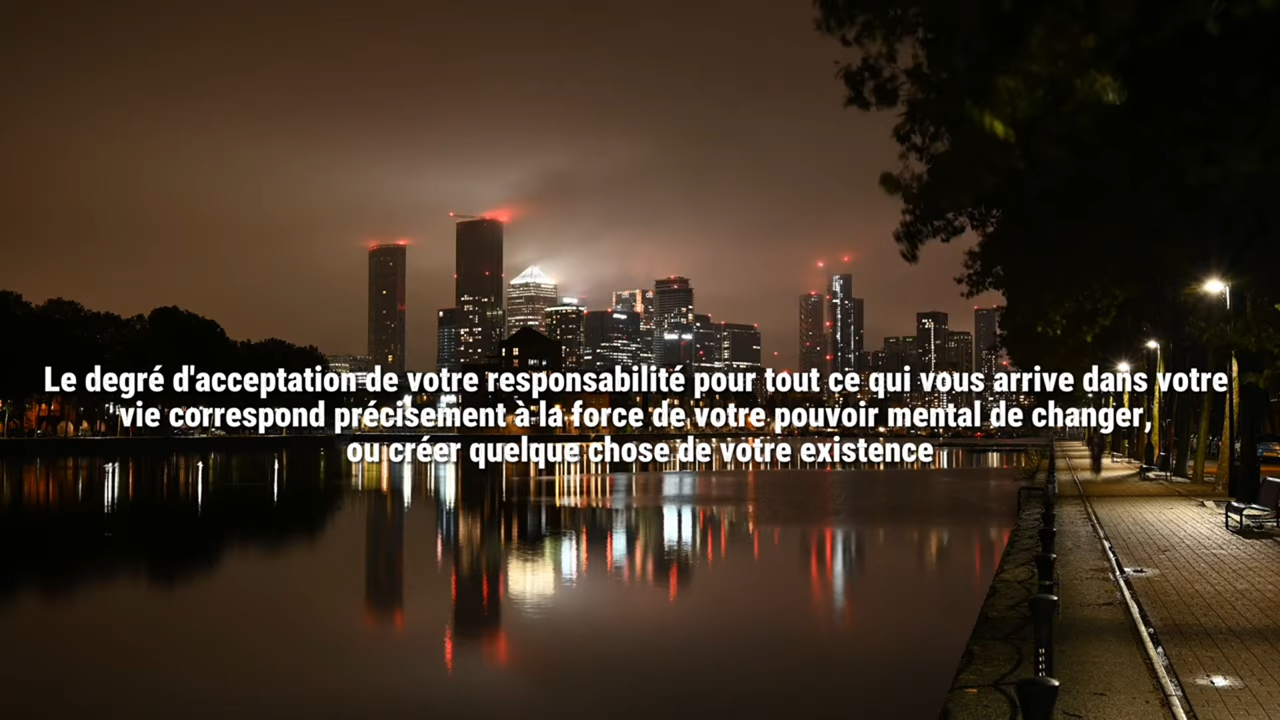 Le degré d'acceptation de votre responsabilité pour tout ce qui vous arrive dans votre
vie correspond précisement à la force de votre pouvoir mental de changer,
ou créer quelque chose de votre existence